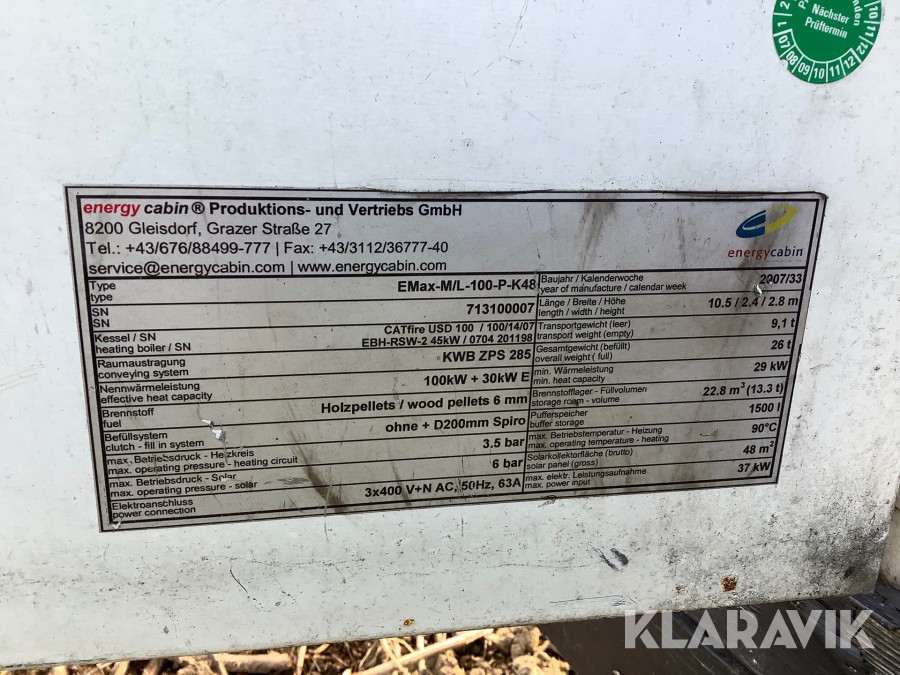 Nächster
Prüftermin
07 08 09 10 11 12
energy cabin® Produktions- und Vertriebs GmbH
8200 Gleisdorf, Grazer Straße 27
Tel.: +43/676/88499-777 | Fax: +43/3112/36777-40
service@energycabin.com | www.energycabin.com
energycabin
Type
type
EMax-M/L-100-P-K48
SN
SN
713100007
Kessel / SN
heating boiler / SN
CATfire USD 100 / 100/14/07
EBH-RSW-2 45kW / 0704 201198
Raumaustragung
conveying system
KWB ZPS 285
Nennwärmeleistung
effective heat capacity
100kW + 30kW E
Brennstoff
fuel
Holzpellets / wood pellets 6 mm
Befüllsystem
clutch - fill in system
ohne + D200mm Spiro
max. Betriebsdruck - Heizkreis
max. operating pressure - heating circuit
3.5 bar
max. Betriebsdruck - Solar
max. operating pressure - solar
6 bar
Elektroanschluss
power connection
3x400 V+N AC, 50Hz, 63A
Baujahr / Kalenderwoche
year of manufacture / calendar week
2007/33
Länge / Breite / Höhe
length / width / height
10.5 / 2.4 / 2.8 m
Transportgewicht (leer)
transport weight (empty)
9,1 t
Gesamtgewicht (befüllt)
overall weight ( full)
26 t
min. Wärmeleistung
min. heat capacity
29 kW
Brennstofflager - Füllvolumen
storage room - volume
22.8 m³ (13.3 t)
Pufferspeicher
buffer storage
1500 l
max. Betriebstemperatur - Heizung
max. operating temperature - heating
90°C
Solarkollektorfläche (brutto)
solar panel (gross)
48 m²
max. elektr. Leistungsaufnahme
max. power input
37 kW
KLARAVIK